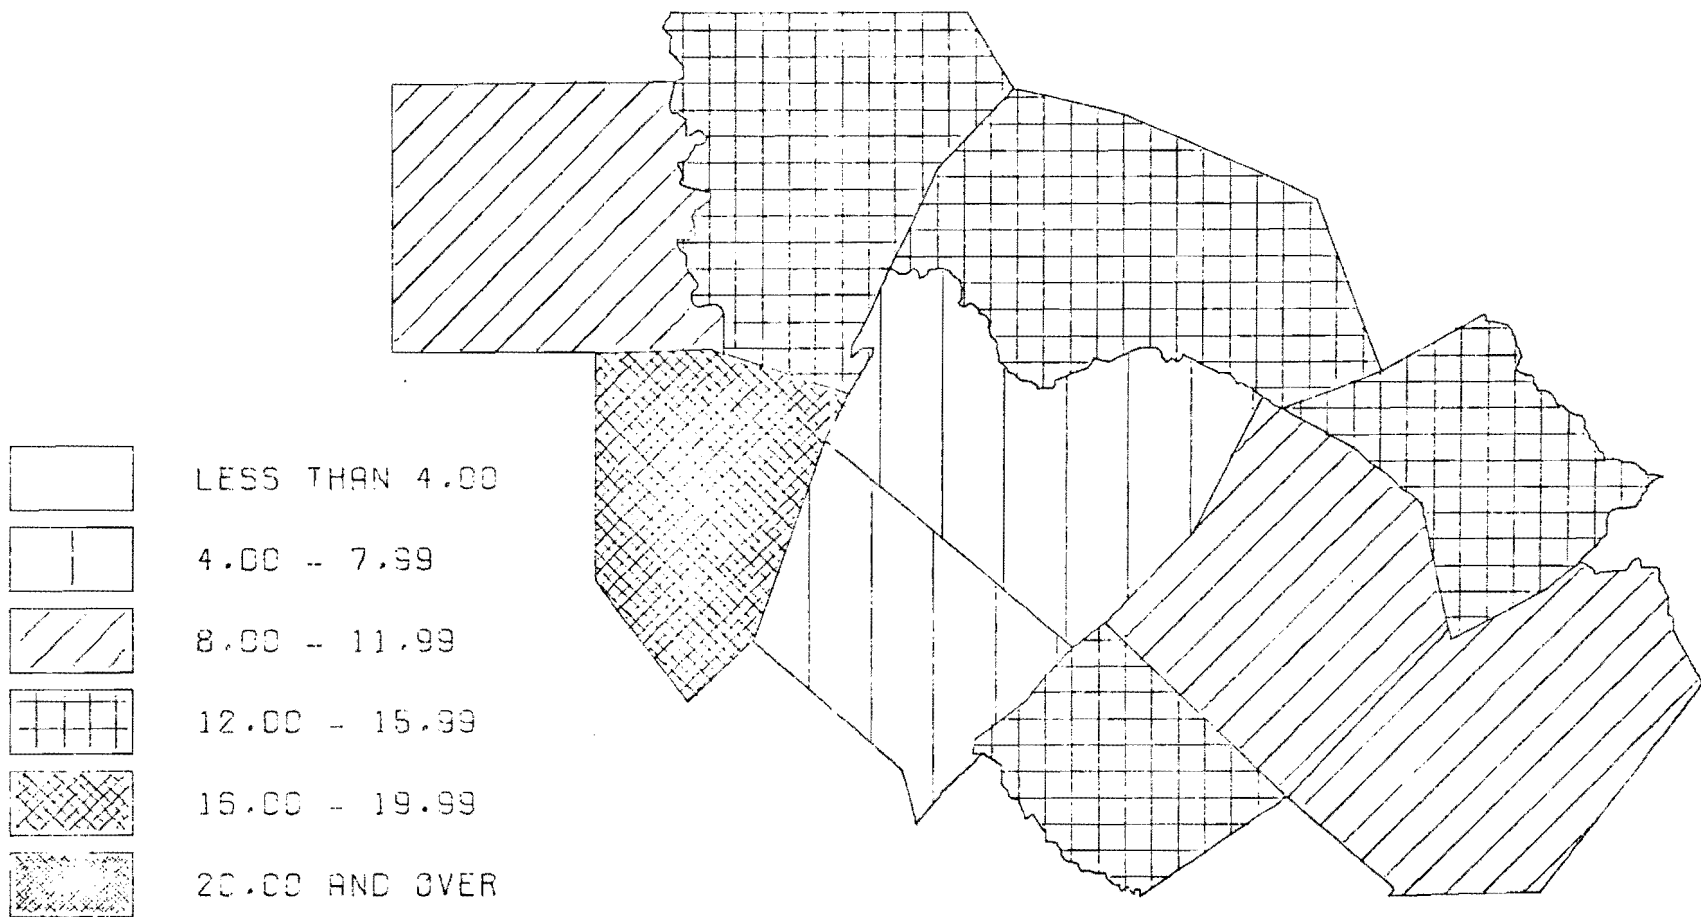 LESS THAN 4.00
4.00 - 7.99
8.00 - 11.99
12.00 - 15.99
16.00 - 19.99
20.00 AND OVER